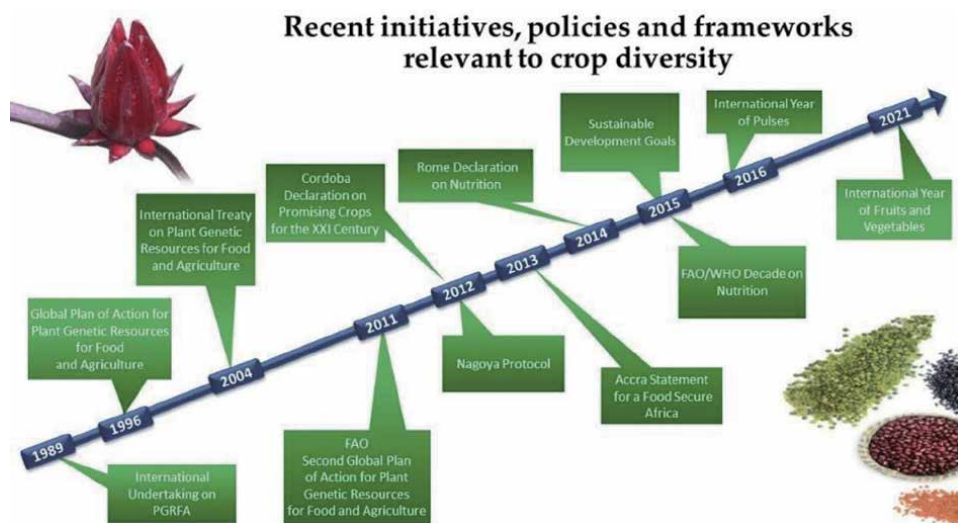 Recent initiatives, policies and frameworks
relevant to crop diversity
1989
International
Undertaking on
PGRFA
1996
Global Plan of Action for
Plant Genetic Resources
for Food
and Agriculture
2004
International Treaty
on Plant Genetic
Resources for Food
and Agriculture
2011
FAO
Second Global Plan
of Action for Plant
Genetic Resources
for Food and Agriculture
2012
Cordoba
Declaration on
Promising Crops
for the XXI Century
Nagoya Protocol
2013
Accra Statement
for a Food Secure
Africa
2014
Rome Declaration
on Nutrition
2015
Sustainable
Development Goals
FAO/WHO Decade on
Nutrition
2016
International Year
of Pulses
2021
International Year
of Fruits and
Vegetables